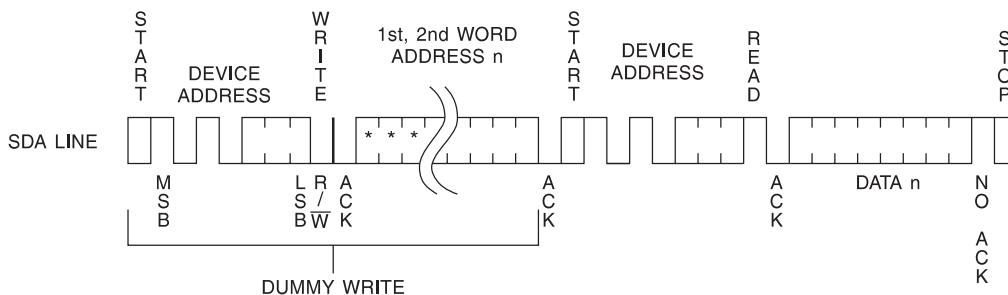 START
DEVICE
ADDRESS
WRITE
1st, 2nd WORD
ADDRESS n
START
DEVICE
ADDRESS
READ
STOP
SDA LINE
* * *
MSB
LSB
R/W
ACK
ACK
ACK
DATA n
NO ACK
DUMMY WRITE